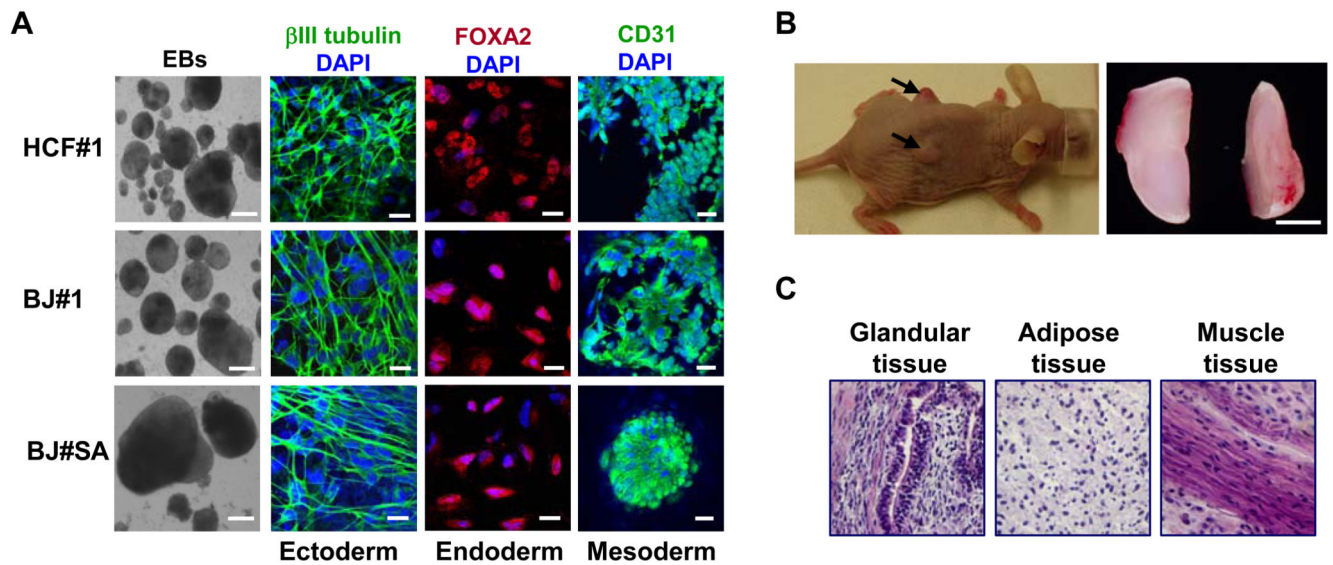 A
EBs
βIII tubulin
DAPI
FOXA2
DAPI
CD31
DAPI
HCF#1
BJ#1
BJ#SA
Ectoderm
Endoderm
Mesoderm
B
C
Glandular
tissue
Adipose
tissue
Muscle
tissue